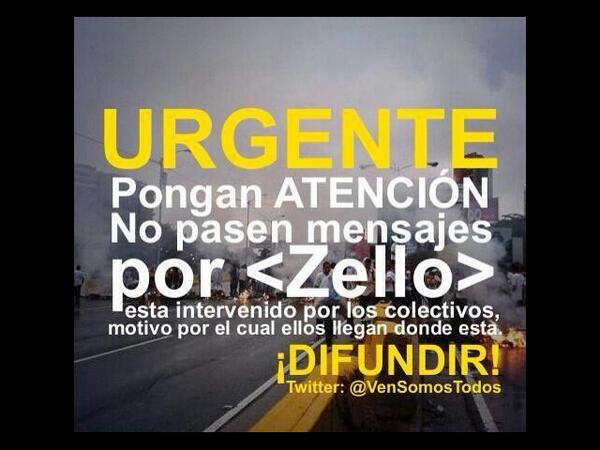 URGENTE
Pongan ATENCIÓN
No pasen mensajes
por <Zello>
esta intervenido por los colectivos,
motivo por el cual ellos llegan donde está.
¡DIFUNDIR!
Twitter: @VenSomosTodos